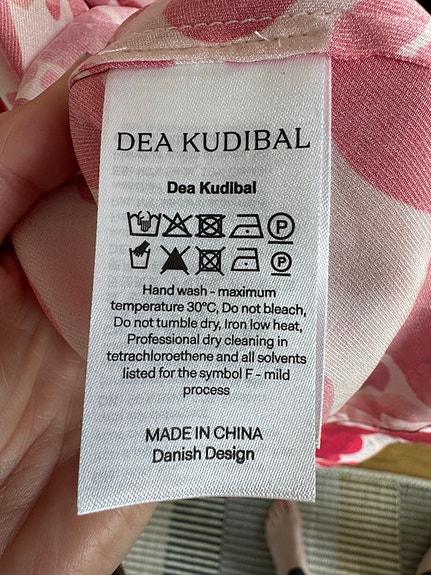 DEA KUDIBAL
Dea Kudibal
P
P
Hand wash - maximum
temperature 30°C, Do not bleach,
Do not tumble dry, Iron low heat,
Professional dry cleaning in
tetrachloroethene and all solvents
listed for the symbol F - mild
process
MADE IN CHINA
Danish Design